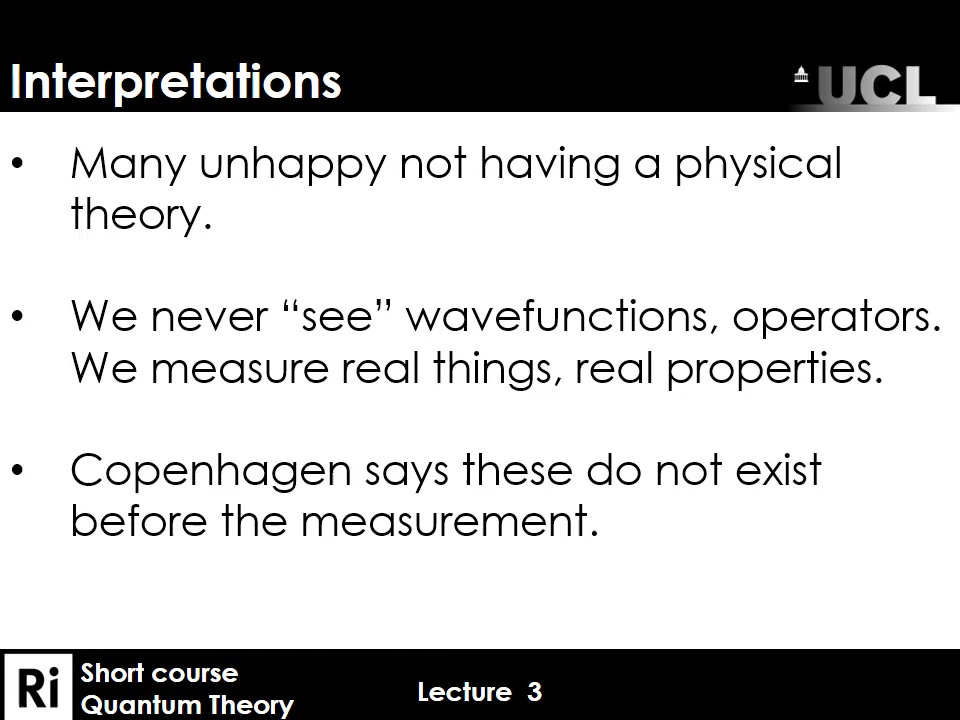 Interpretations
UCL
• Many unhappy not having a physical
theory.
• We never “see” wavefunctions, operators.
We measure real things, real properties.
• Copenhagen says these do not exist
before the measurement.
Ri
Short course
Quantum Theory
Lecture 3